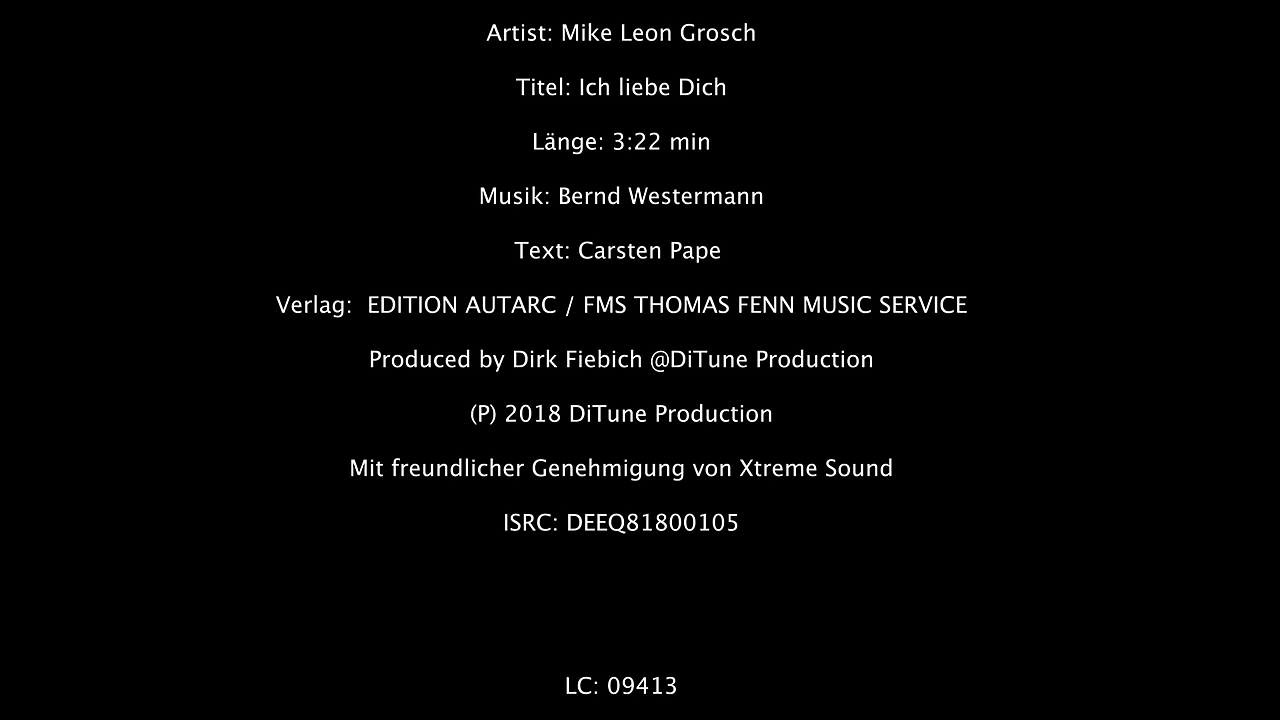 Artist: Mike Leon Grosch
Titel: Ich liebe Dich
Länge: 3:22 min
Musik: Bernd Westermann
Text: Carsten Pape
Verlag:  EDITION AUTARC / FMS THOMAS FENN MUSIC SERVICE
Produced by Dirk Fiebich @DiTune Production
(P) 2018 DiTune Production
Mit freundlicher Genehmigung von Xtreme Sound
ISRC: DEEQ81800105
LC: 09413